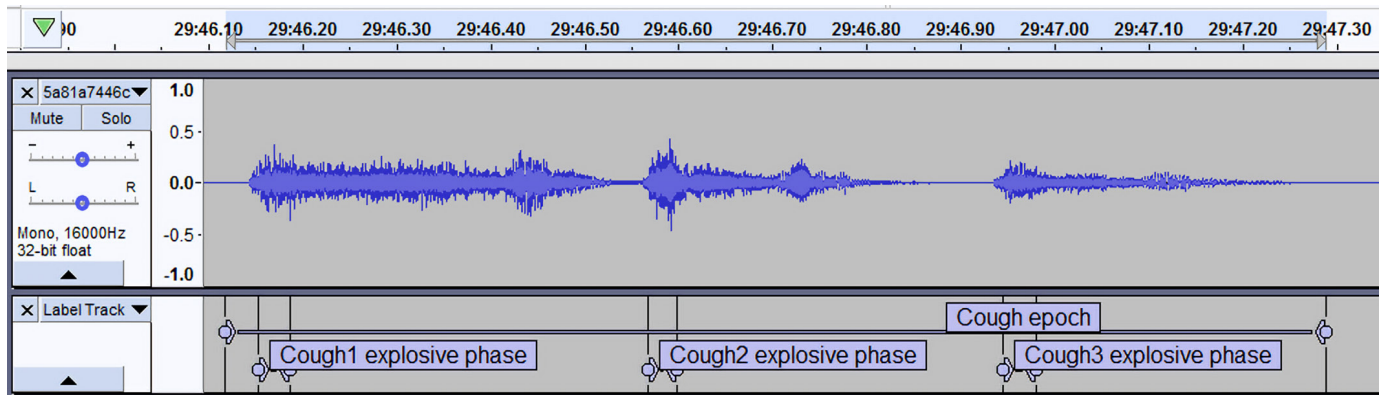 90 29:46.10 29:46.20 29:46.30 29:46.40 29:46.50 29:46.60 29:46.70 29:46.80 29:46.90 29:47.00 29:47.10 29:47.20 29:47.30
X 5a81a7446c 1.0
Mute Solo
0.5
- +
0.0
L R
Mono, 16000Hz
-0.5
32-bit float
-1.0
X Label Track
Cough epoch
Cough1 explosive phase Cough2 explosive phase Cough3 explosive phase